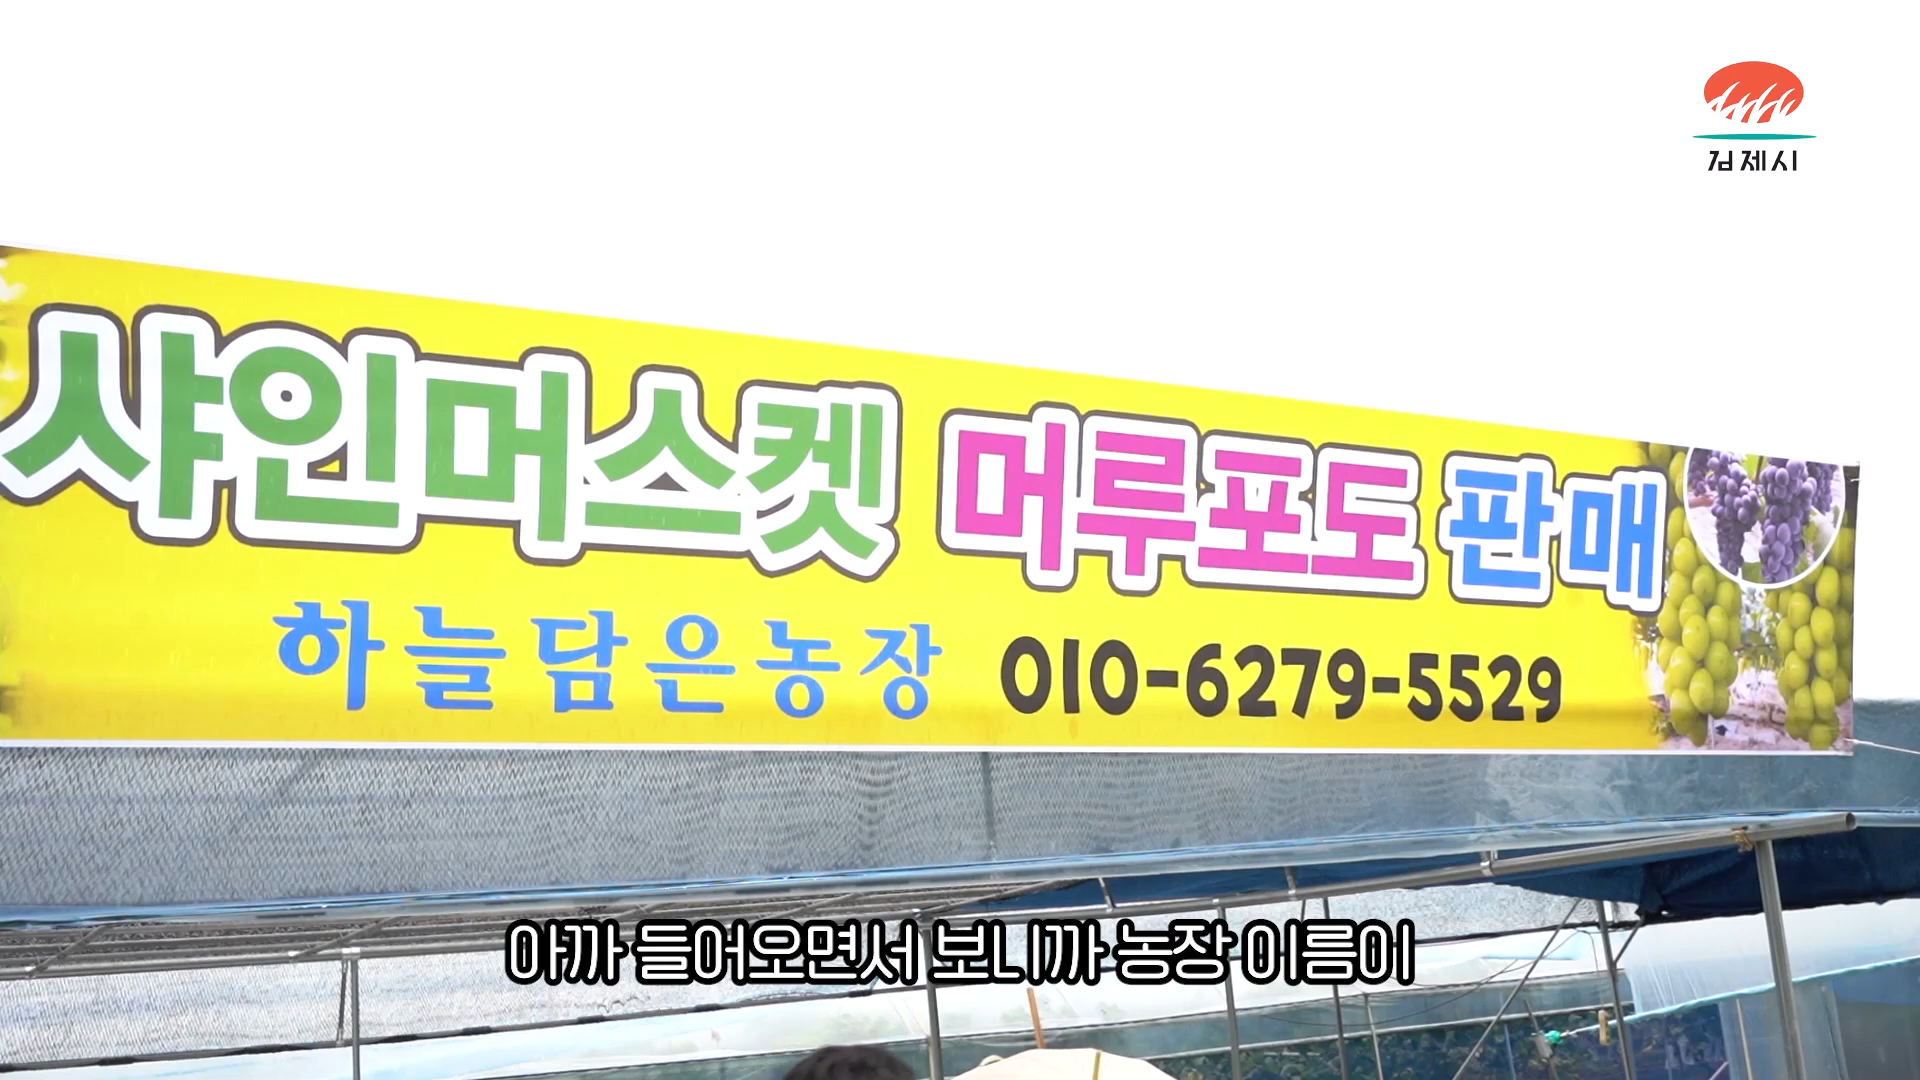 김제시
샤인머스켓 머루포도 판매
하늘담은농장 010-6279-5529
아까 들어오면서 보니까 농장 이름이